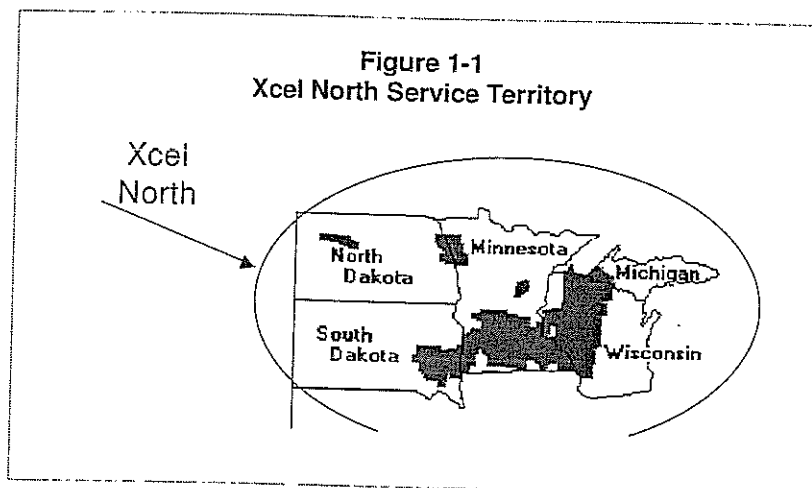 Figure 1-1
Xcel North Service Territory
Xcel
North
North
Dakota
Minnesota
Michigan
South
Dakota
Wisconsin